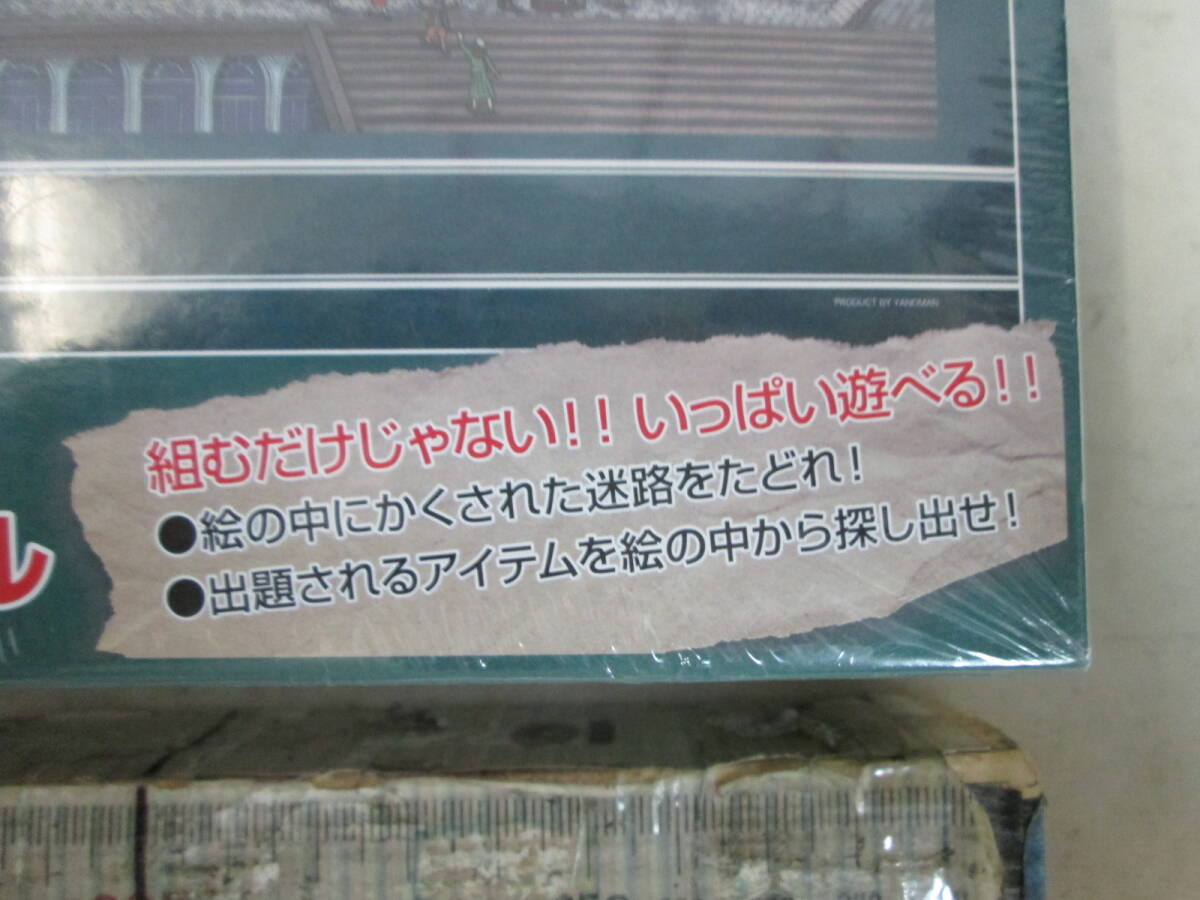 PRODUCT BY YANOMAN
組むだけじゃない!! いっぱい遊べる!!
●絵の中にかくされた迷路をたどれ!
●出題されるアイテムを絵の中から探し出せ!
ル